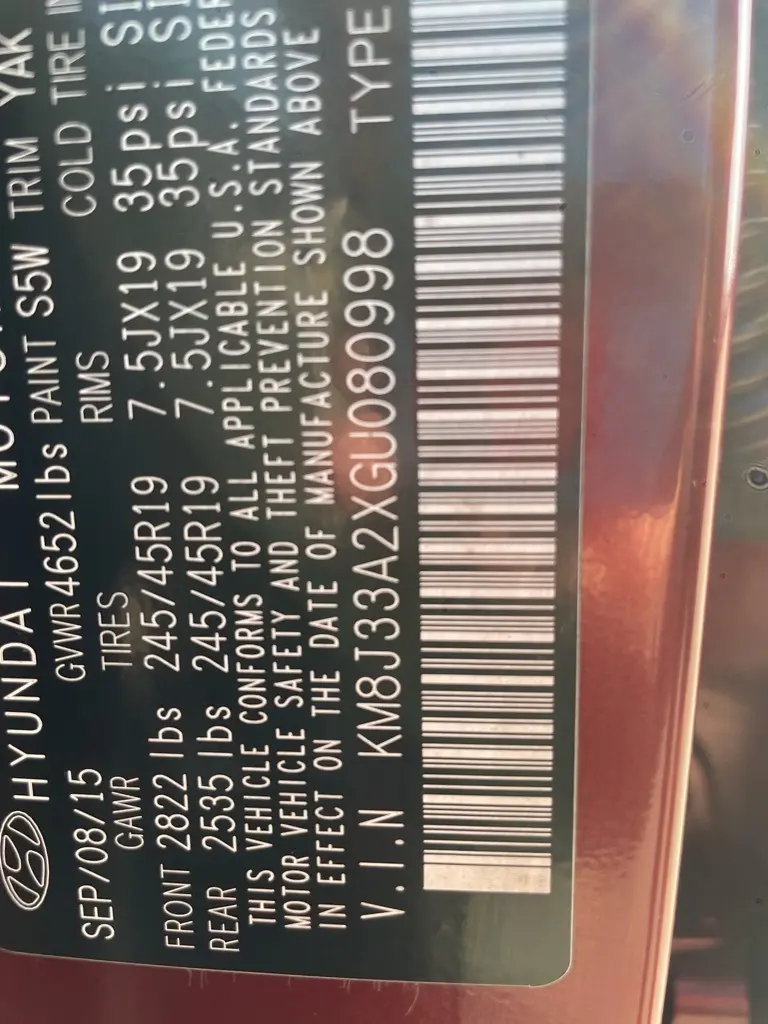 HYUNDAI
SEP/08/15 GVWR 4652 lbs PAINT S5W TRIM YAK
GAWR TIRES RIMS COLD TIRE
FRONT 2822 lbs 245/45R19 7.5JX19 35psi
REAR 2535 lbs 245/45R19 7.5JX19 35psi
THIS VEHICLE CONFORMS TO ALL APPLICABLE U.S.A.
MOTOR VEHICLE SAFETY AND THEFT PREVENTION STANDARDS
IN EFFECT ON THE DATE OF MANUFACTURE SHOWN ABOVE
V.I.N KM8J33A2XGU080998 TYPE